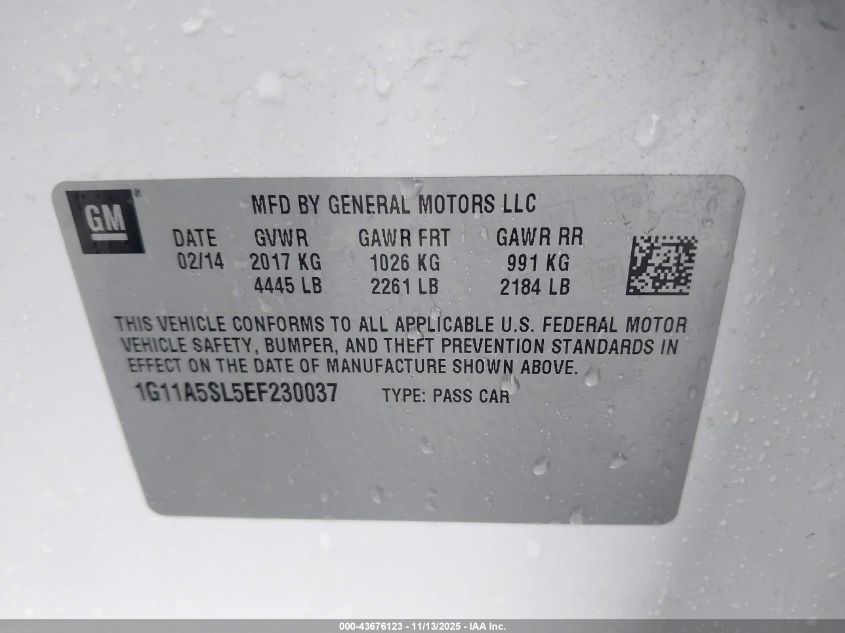 GM®
MFD BY GENERAL MOTORS LLC
DATE GVWR GAWR FRT GAWR RR
02/14 2017 KG 1026 KG 991 KG
4445 LB 2261 LB 2184 LB
THIS VEHICLE CONFORMS TO ALL APPLICABLE U.S. FEDERAL MOTOR
VEHICLE SAFETY, BUMPER, AND THEFT PREVENTION STANDARDS IN
EFFECT ON THE DATE OF MANUFACTURE SHOWN ABOVE.
1G11A5SL5EF230037 TYPE: PASS CAR
000-43676123 - 11/13/2025 - IAA Inc.